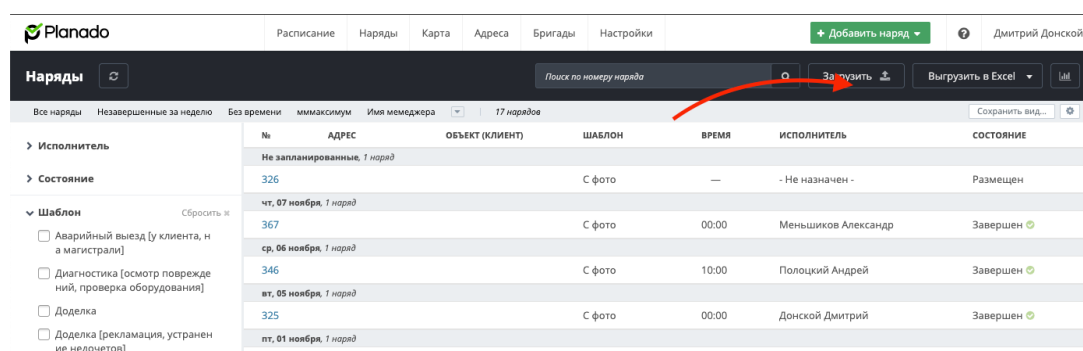 Planado Расписание Наряды Карта Адреса Бригады Настройки + Добавить наряд Дмитрий Донской
Наряды Поиск по номеру наряда Загрузить Выгрузить в Excel
Все наряды Незавершенные за неделю Без времени мммаксимум Имя мемеджера 17 нарядов Сохранить вид...
№ АДРЕС ОБЪЕКТ (КЛИЕНТ) ШАБЛОН ВРЕМЯ ИСПОЛНИТЕЛЬ СОСТОЯНИЕ
Исполнитель
Не запланированные, 1 наряд
Состояние
326 С фото — - Не назначен - Размещен
чт, 07 ноября, 1 наряд
Шаблон Сбросить
367 С фото 00:00 Меньшиков Александр Завершен
Аварийный выезд [у клиента, н
а магистрали]
ср, 06 ноября, 1 наряд
346 С фото 10:00 Полоцкий Андрей Завершен
Диагностика [осмотр поврежде
ний, проверка оборудования]
вт, 05 ноября, 1 наряд
Доделка
325 С фото 00:00 Донской Дмитрий Завершен
Доделка [рекламация, устранен
ие недочетов]
пт, 01 ноября, 1 наряд